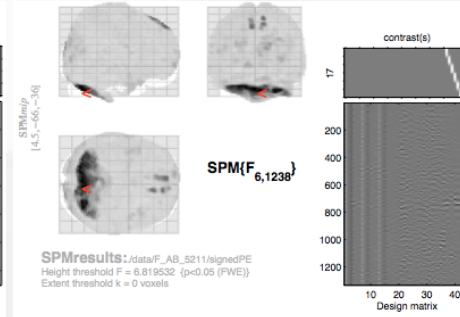 contrast(s)
17
SPMmip
[4.5, −66, −36]
SPM{F6,1238}
200
400
600
800
1000
1200
10 20 30 40
Design matrix
SPMresults: ./data/F_AB_5211/signedPE
Height threshold F = 6.819532 {p<0.05 (FWE)}
Extent threshold k = 0 voxels